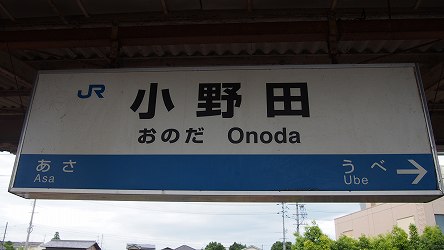 JR 小野田
おのだ Onoda
あさ うべ →
Asa Ube